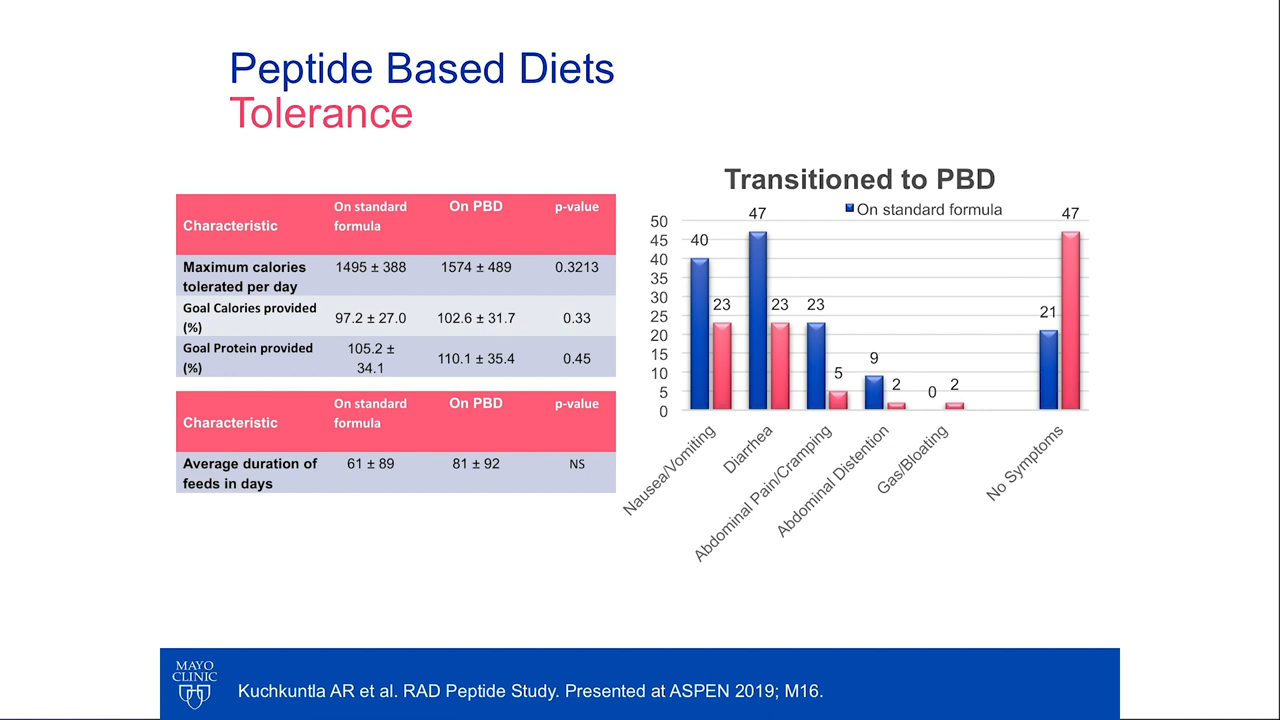 Peptide Based Diets
Tolerance
Characteristic
On standard
formula
On PBD
p-value
Maximum calories
tolerated per day
1495 ± 388
1574 ± 489
0.3213
Goal Calories provided
(%)
97.2 ± 27.0
102.6 ± 31.7
0.33
Goal Protein provided
(%)
105.2 ±
34.1
110.1 ± 35.4
0.45
Characteristic
On standard
formula
On PBD
p-value
Average duration of
feeds in days
61 ± 89
81 ± 92
NS
Transitioned to PBD
On standard formula
50
45
40
35
30
25
20
15
10
5
0
40
23
47
23
23
5
9
2
0
2
21
47
Nausea/Vomiting
Diarrhea
Abdominal Pain/Cramping
Abdominal Distention
Gas/Bloating
No Symptoms
MAYO
CLINIC
Kuchkuntla AR et al. RAD Peptide Study. Presented at ASPEN 2019; M16.